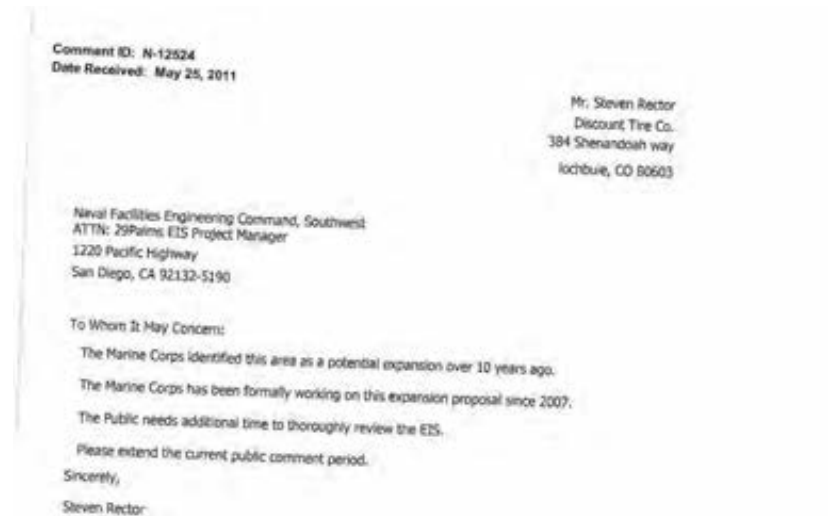 Comment ID: N-12524
Date Received: May 25, 2011
Mr. Steven Rector
Discount Tire Co.
384 Shenandoah way
lochbuie, CO 80603
Naval Facilities Engineering Command, Southwest
ATTN: 29Palms EIS Project Manager
1220 Pacific Highway
San Diego, CA 92132-5190
To Whom It May Concern:
The Marine Corps identified this area as a potential expansion over 10 years ago.
The Marine Corps has been formally working on this expansion proposal since 2007.
The Public needs additional time to thoroughly review the EIS.
Please extend the current public comment period.
Sincerely,
Steven Rector